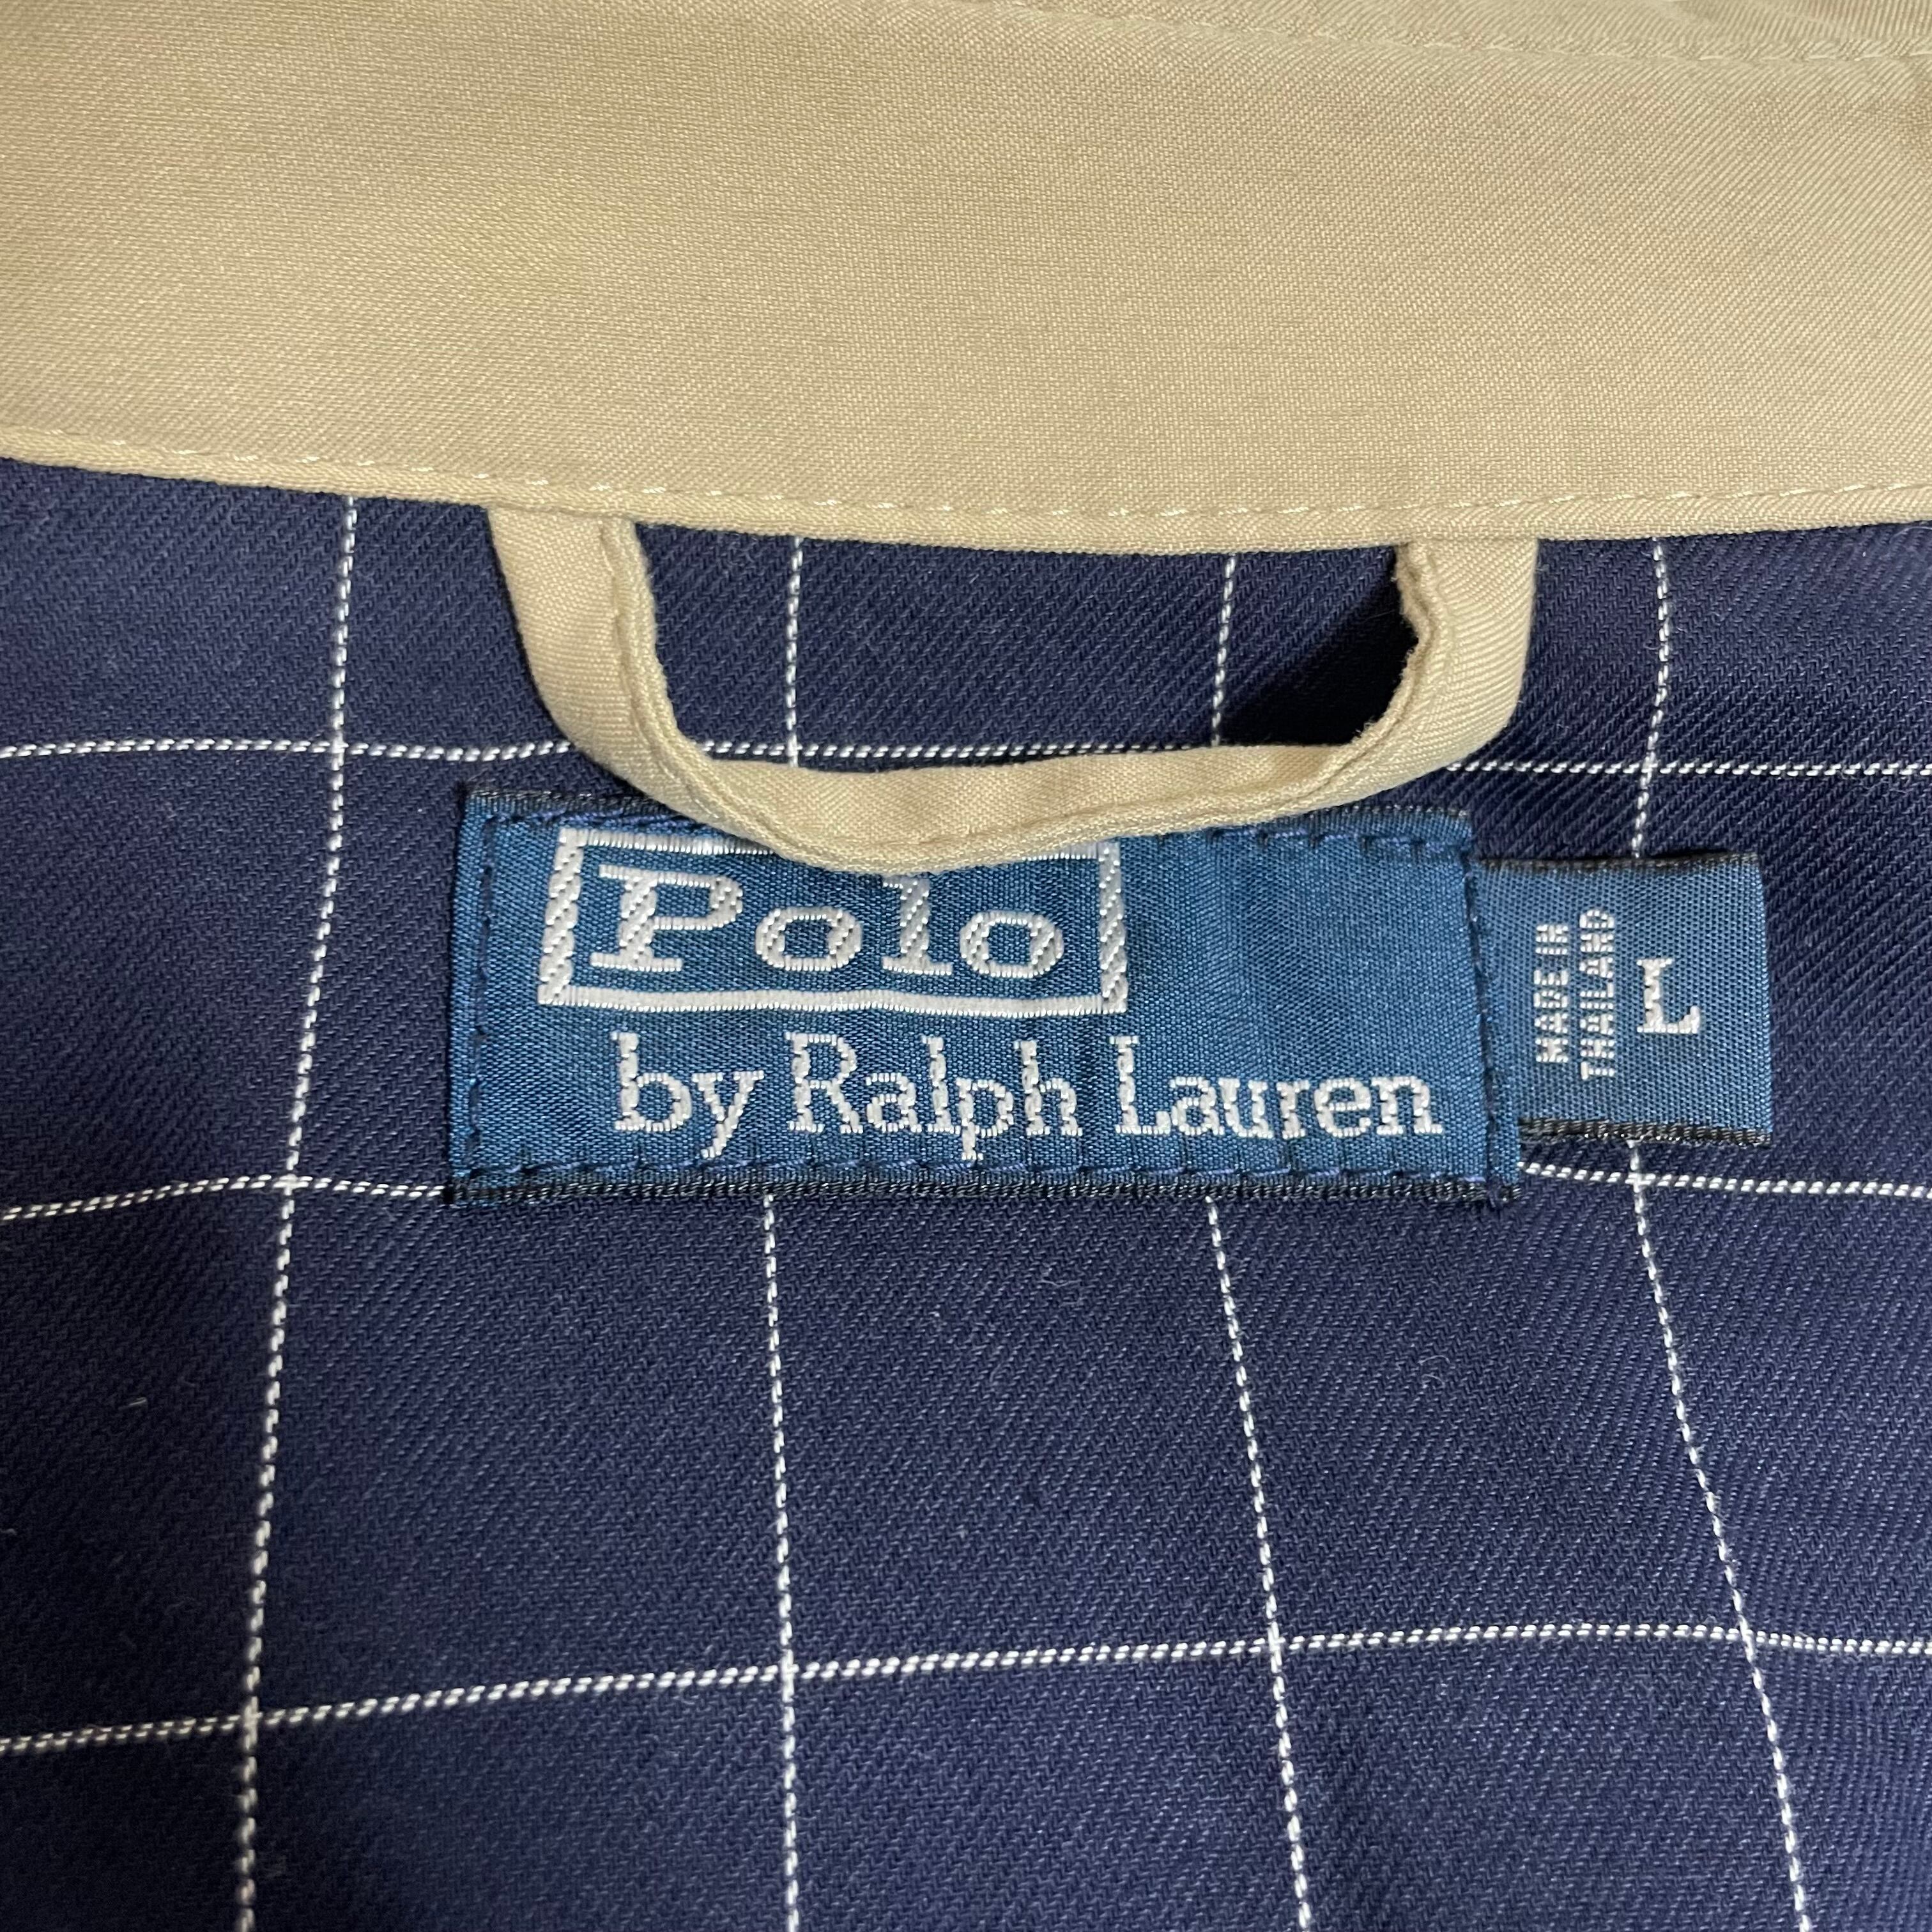 Polo
by Ralph Lauren
MADE IN
THAILAND
L